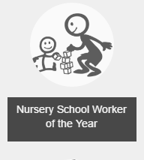 Nursery School Worker
of the Year